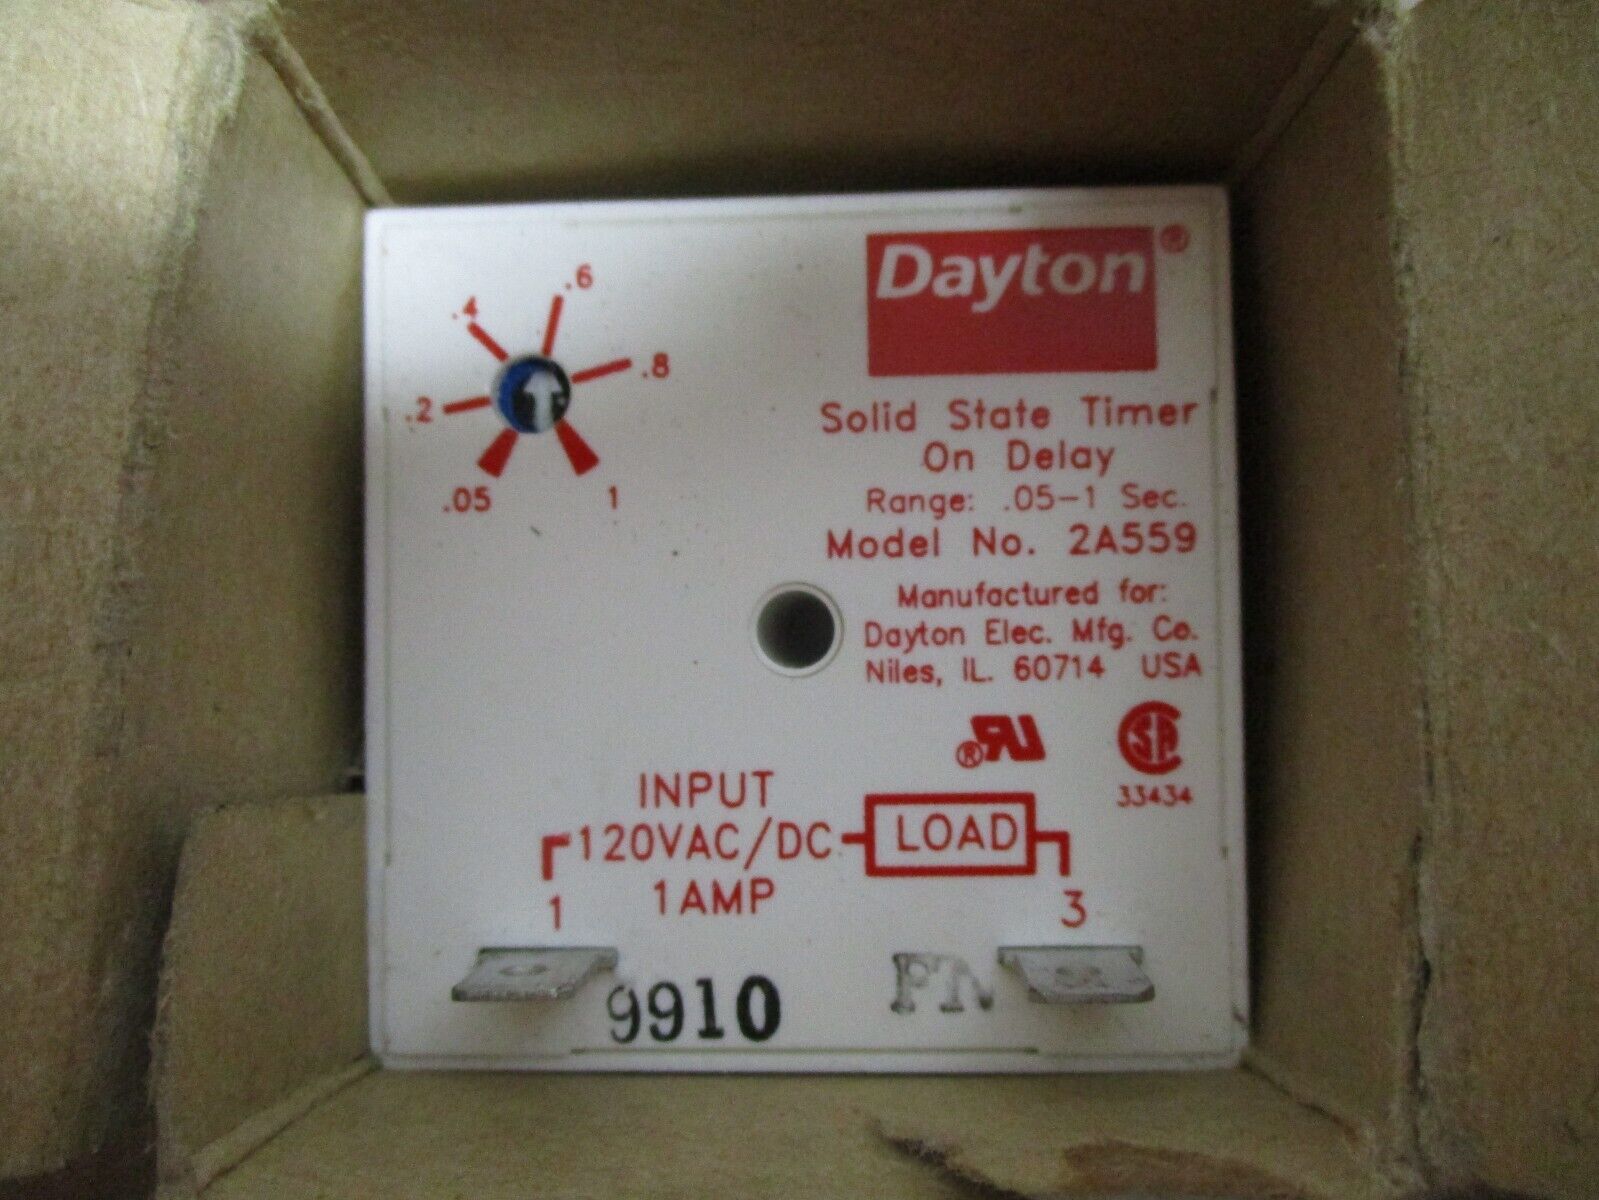 Dayton®
.4
.6
.2
.8
.05
1
Solid State Timer
On Delay
Range: .05-1 Sec.
Model No. 2A559
Manufactured for:
Dayton Elec. Mfg. Co.
Niles, IL. 60714 USA
33434
INPUT
120VAC/DC
LOAD
1AMP
1
3
9910